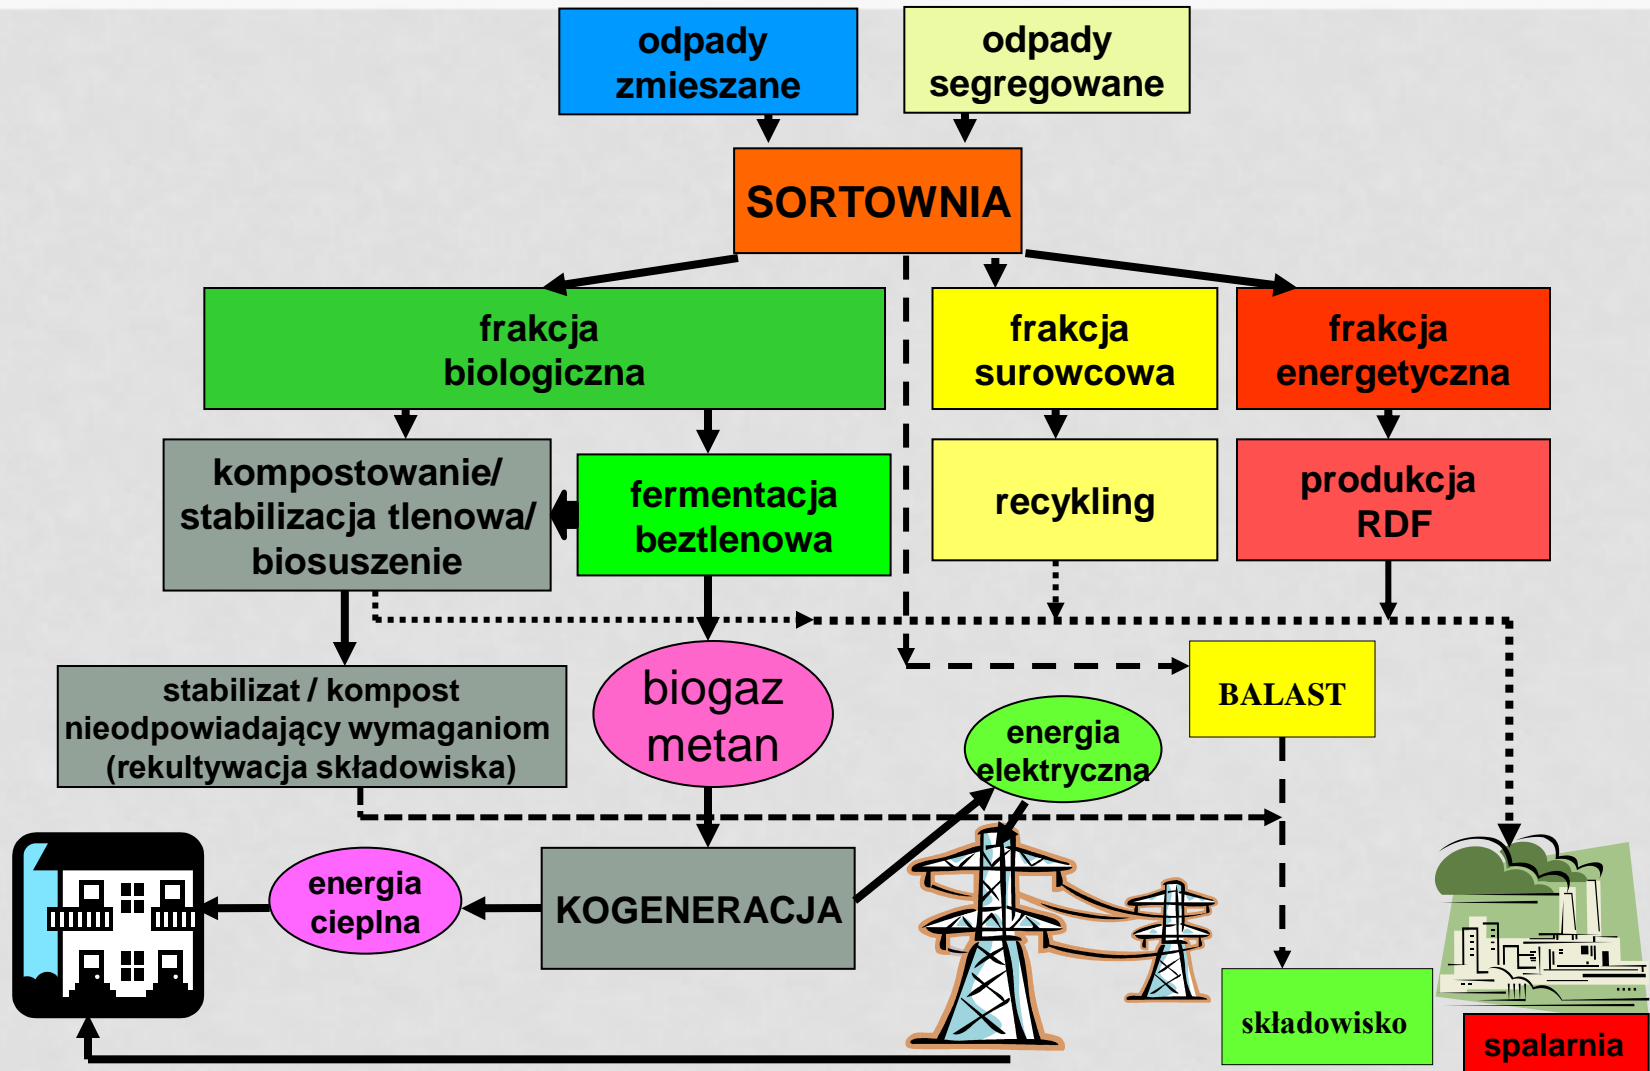 odpady
zmieszane
odpady
segregowane
SORTOWNIA
frakcja
biologiczna
frakcja
surowcowa
frakcja
energetyczna
kompostowanie/
stabilizacja tlenowa/
biosuszenie
fermentacja
beztlenowa
recykling
produkcja
RDF
stabilizat / kompost
nieodpowiadający wymaganiom
(rekultywacja składowiska)
biogaz
metan
BALAST
energia
elektryczna
energia
cieplna
KOGENERACJA
składowisko
spalarnia